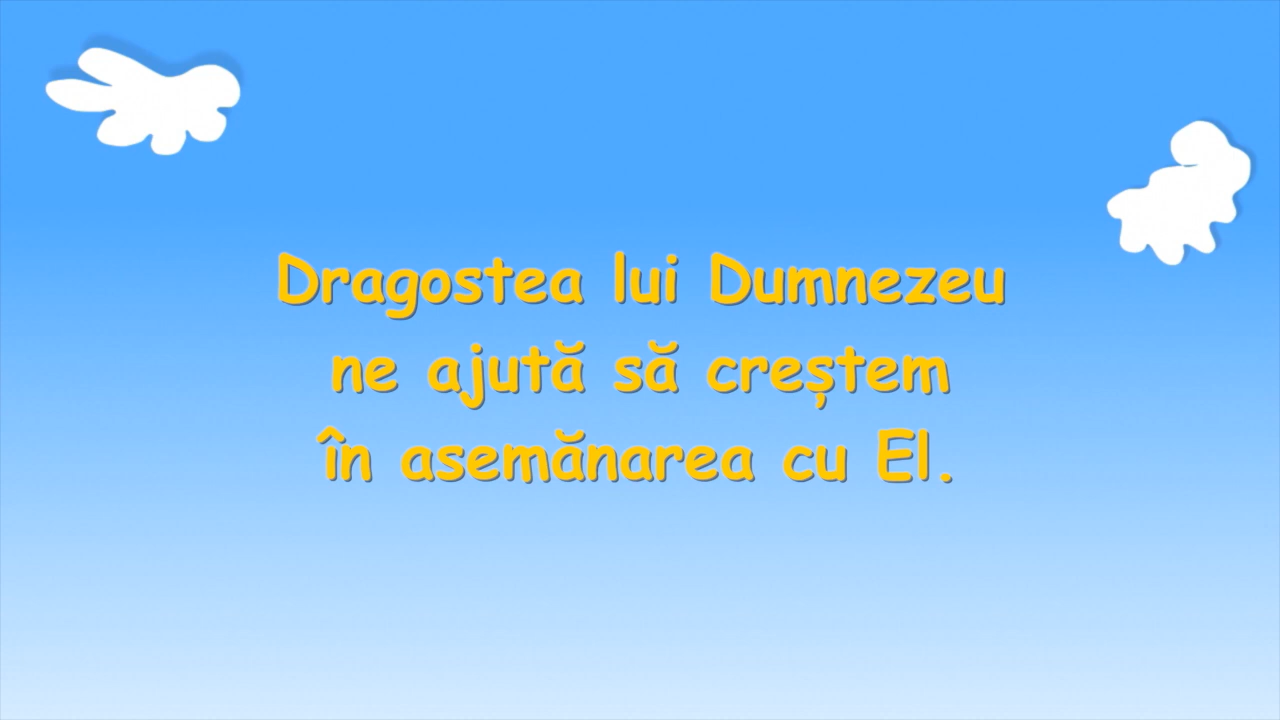 Dragostea lui Dumnezeu
ne ajută să creștem
în asemănarea cu El.